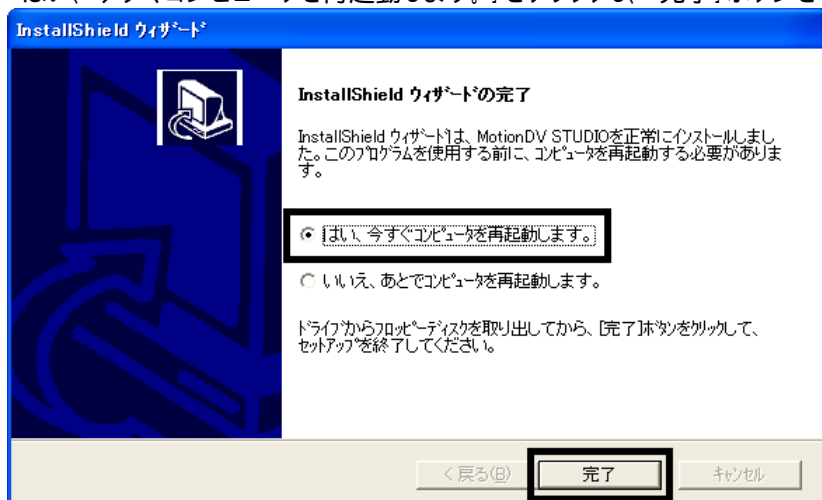 InstallShield ウィザード
InstallShield ウィザードの完了
InstallShield ウィザードは、MotionDV STUDIOを正常にインストールしまし
た。このプログラムを使用する前に、コンピュータを再起動する必要がありま
す。
はい、今すぐコンピュータを再起動します。
いいえ、あとでコンピュータを再起動します。
ドライブからフロッピーディスクを取り出してから、[完了]ボタンをクリックして、
セットアップを終了してください。
< 戻る(B)
完了
キャンセル